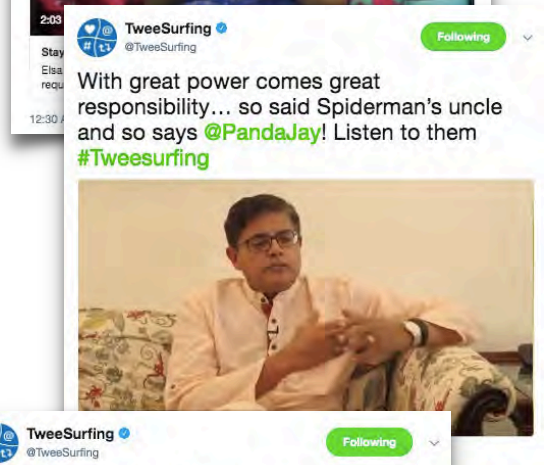 2:03
Stay
Elsa
requ
12:30
TweeSurfing
@TweeSurfing
Following
With great power comes great
responsibility... so said Spiderman's uncle
and so says @PandaJay! Listen to them
#Tweesurfing
TweeSurfing
@TweeSurfing
Following